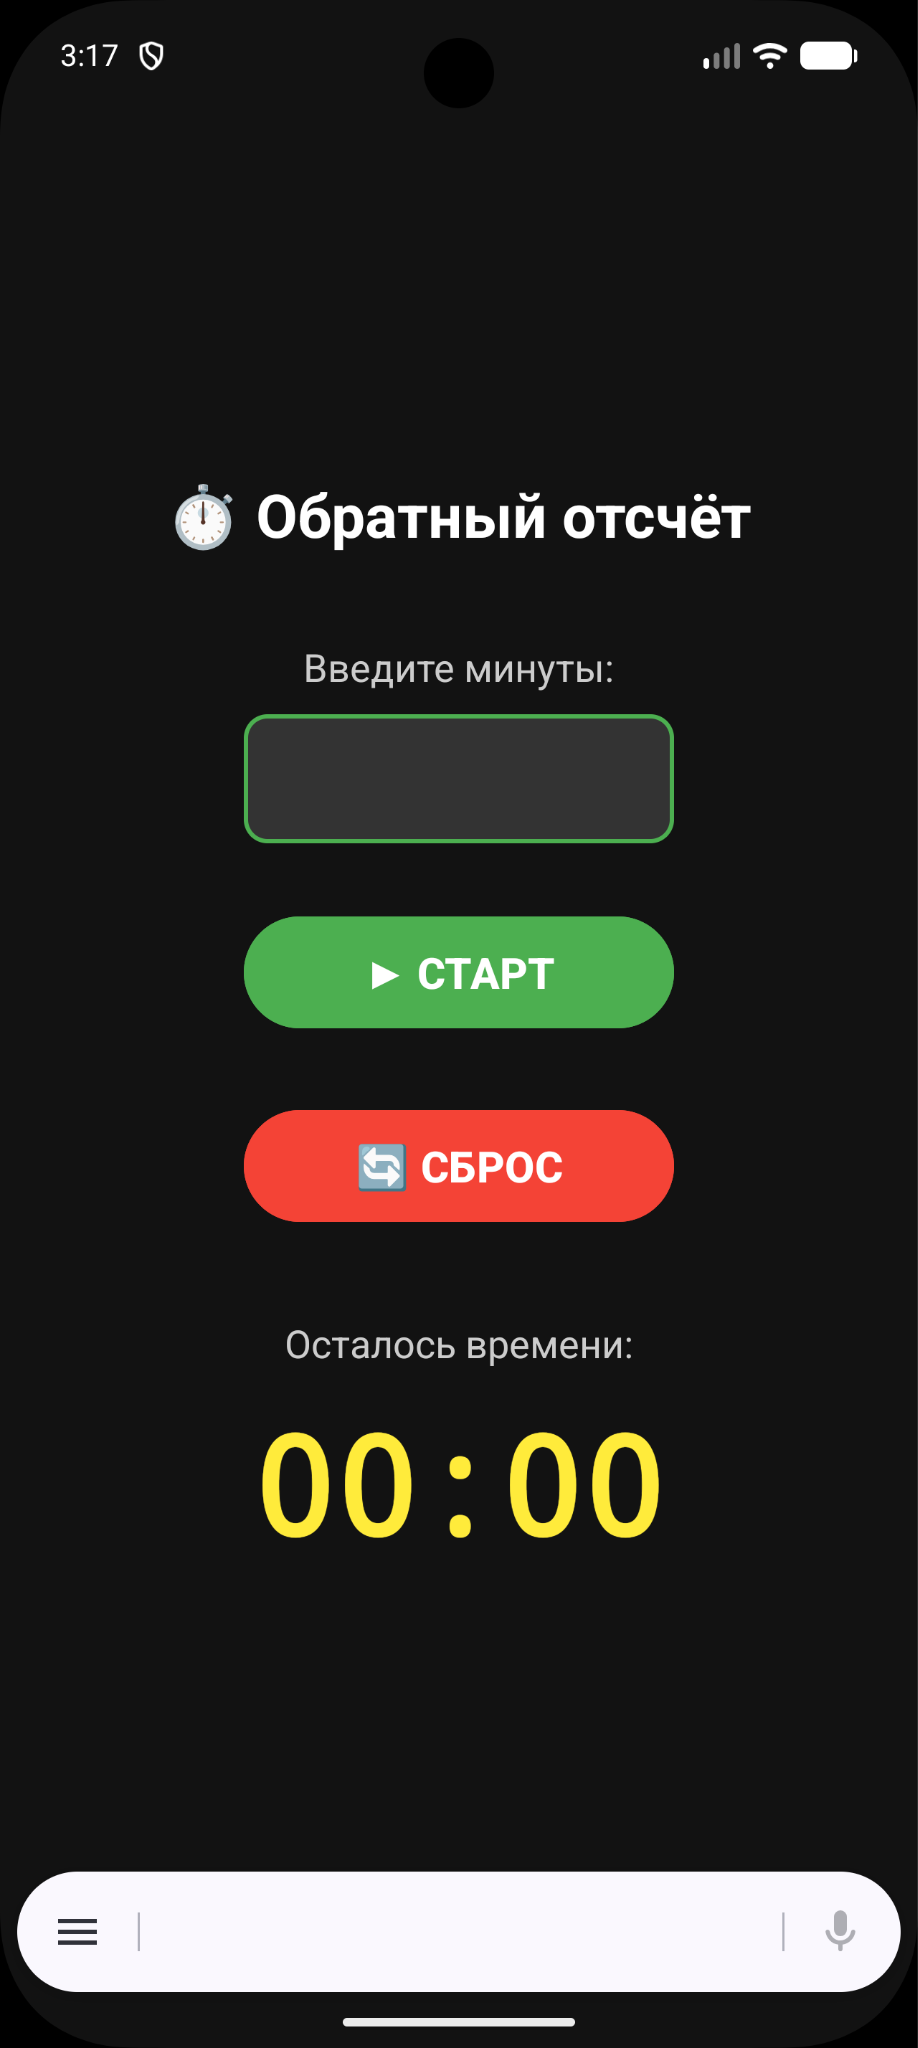 3:17
⏱️ Обратный отсчёт
Введите минуты:
▶ СТАРТ
🔄 СБРОС
Осталось времени:
00:00